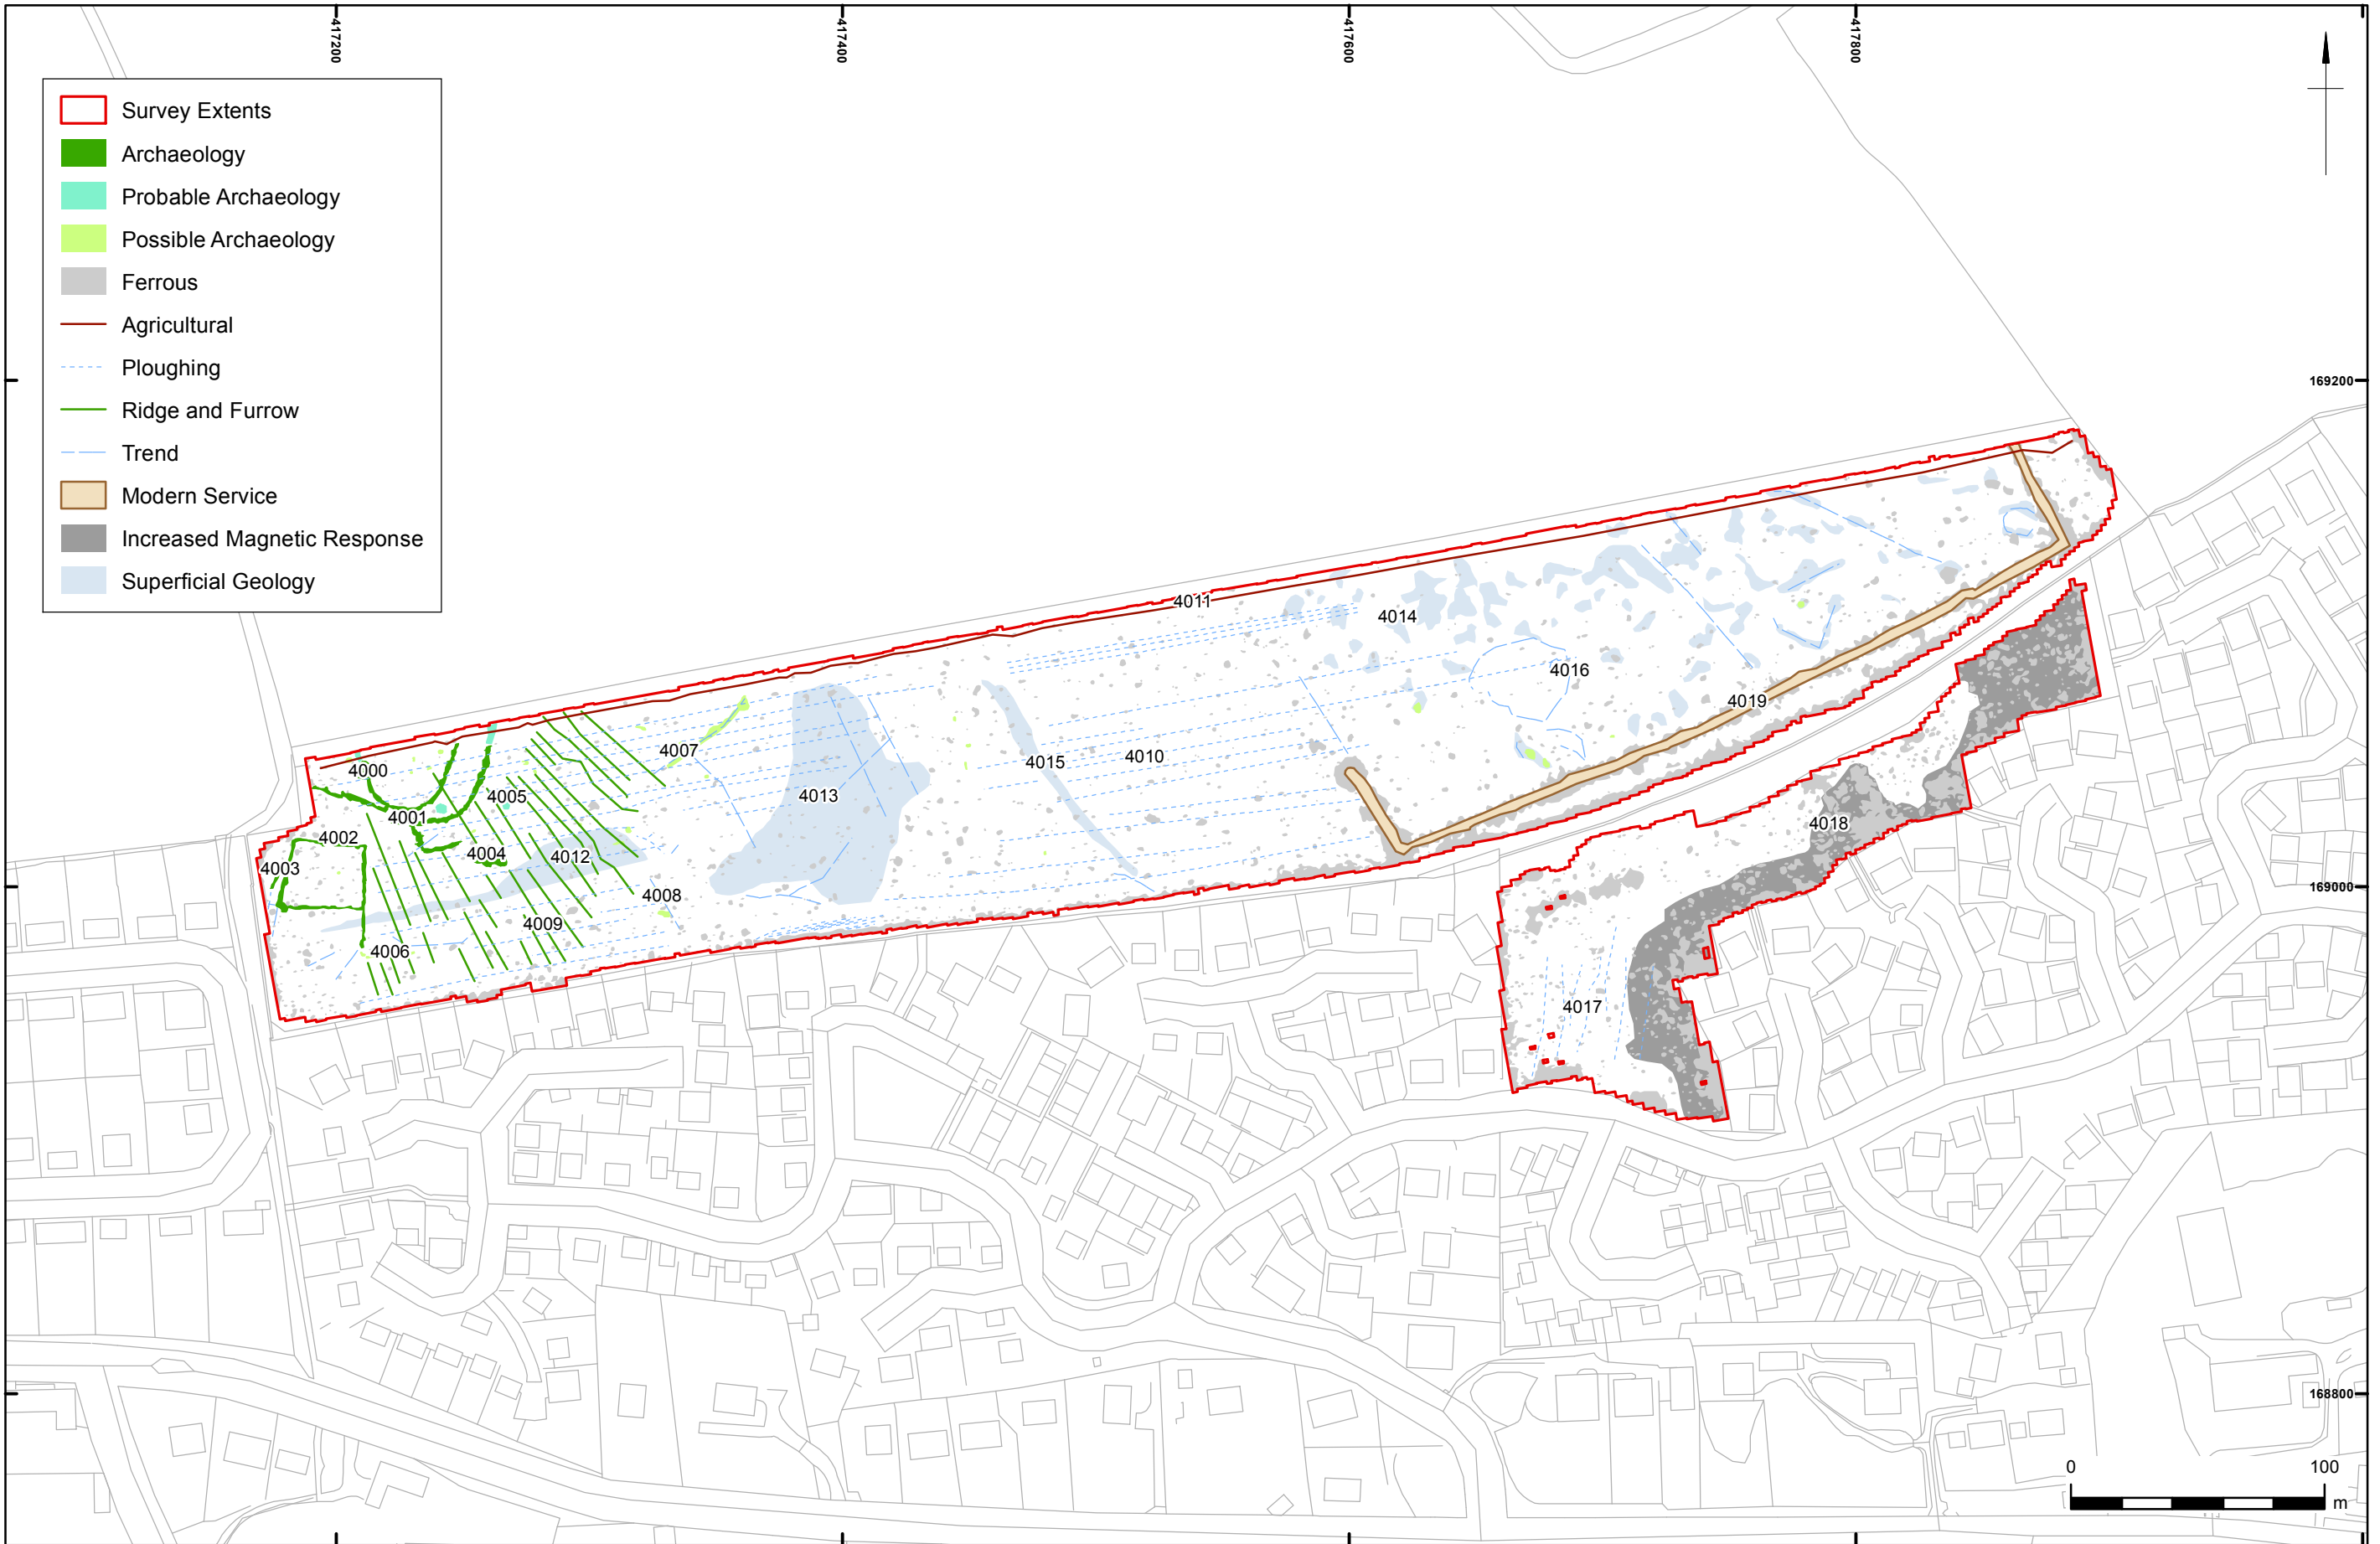 417200
417400
417600
417800
Survey Extents
Archaeology
Probable Archaeology
Possible Archaeology
Ferrous
Agricultural
Ploughing
Ridge and Furrow
Trend
Modern Service
Increased Magnetic Response
Superficial Geology
169200
4011
4014
4016
4019
4007
4015
4010
4000
4005
4013
4001
4002
4018
4004
4012
4003
169000
4008
4009
4006
4017
168800
0 100
m